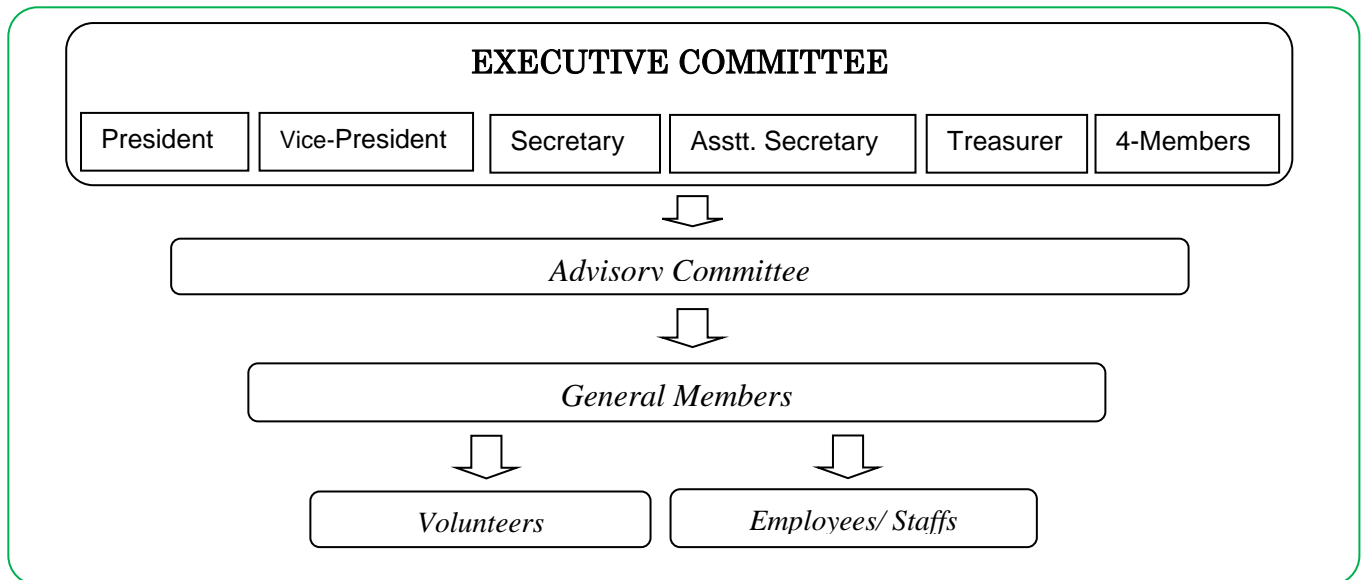 EXECUTIVE COMMITTEE
President Vice-President Secretary Asstt. Secretary Treasurer 4-Members
Advisory Committee
General Members
Volunteers Employees/ Staffs